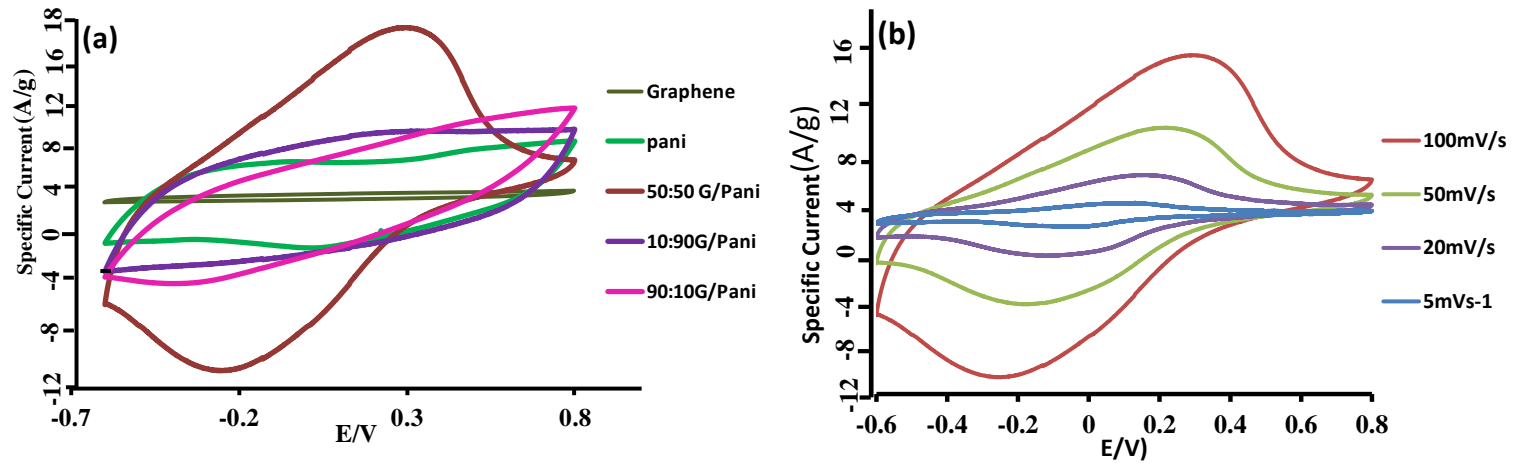 (a)
Specific Current (A/g)
18
16
12
8
4
0
-4
-8
-12
-0.7
-0.2
0.3
0.8
E/V
Graphene
pani
50:50 G/Pani
10:90G/Pani
90:10G/Pani
(b)
Specific Current (A/g)
16
12
8
4
0
-4
-8
-12
-0.6
-0.4
-0.2
0
0.2
0.4
0.6
0.8
E/V)
100mV/s
50mV/s
20mV/s
5mVs-1